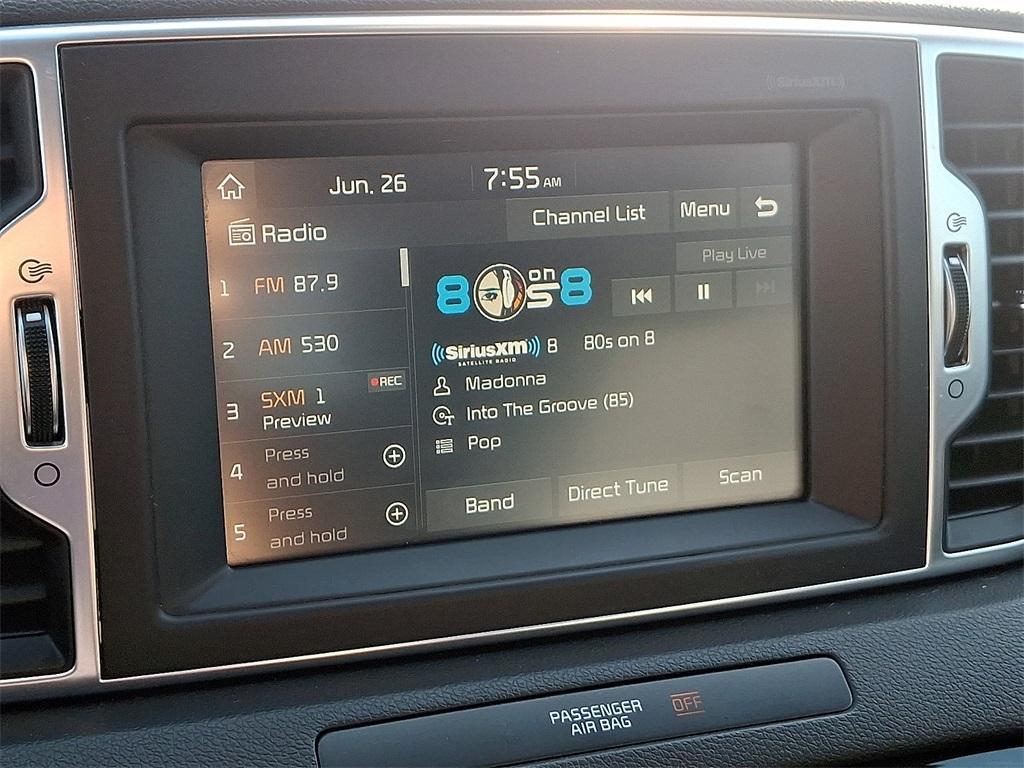 SiriusXM
Jun. 26
7:55 AM
Radio
Channel List
Menu
Play Live
1 FM 87.9
2 AM 530
3 SXM 1
REC
Preview
4 Press
and hold
5 Press
and hold
80s on 8
SiriusXM 8 80s on 8
SATELLITE RADIO
Madonna
Into The Groove (85)
Pop
Band
Direct Tune
Scan
PASSENGER
AIR BAG
OFF